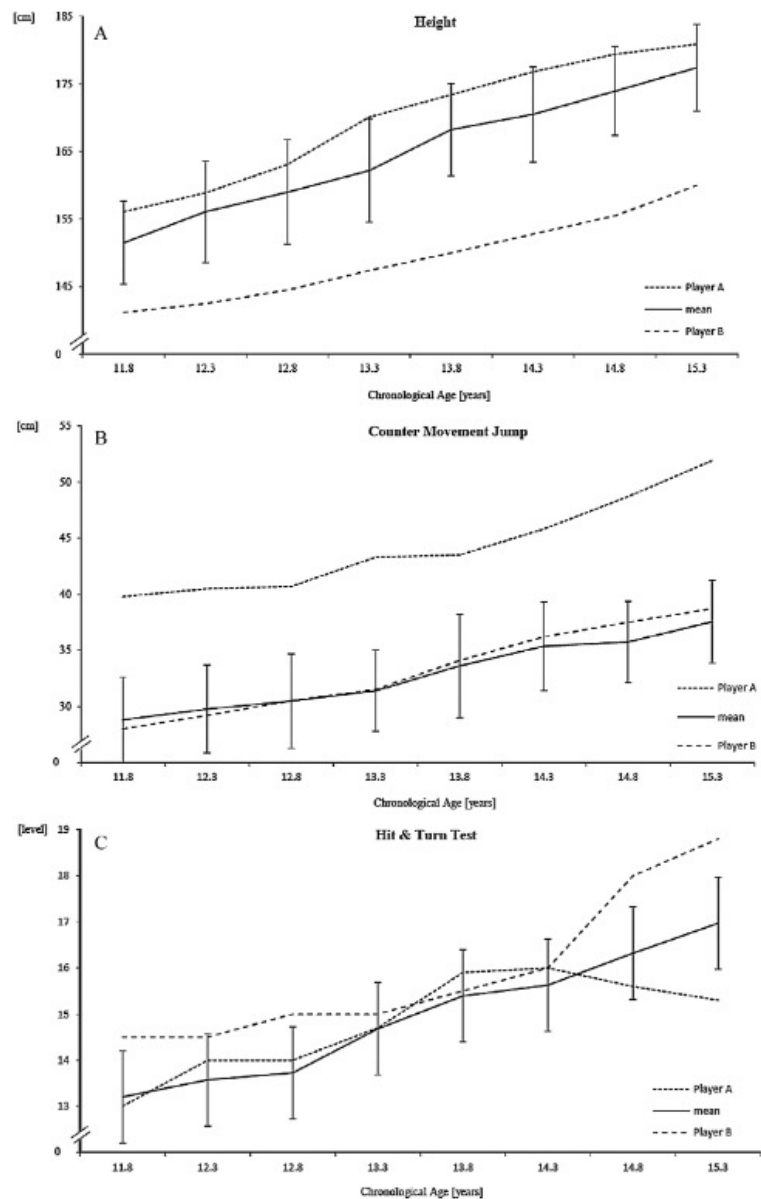 [cm]
A
Height
185
175
165
155
145
0
Player A
mean
Player B
11.8 12.3 12.8 13.3 13.8 14.3 14.8 15.3
Chronological Age [years]
[cm]
B
Counter Movement Jump
55
50
45
40
35
30
0
Player A
mean
Player B
11.8 12.3 12.8 13.3 13.8 14.3 14.8 15.3
Chronological Age [years]
[level]
C
Hit & Turn Test
19
18
17
16
15
14
13
0
Player A
mean
Player B
11.8 12.3 12.8 13.3 13.8 14.3 14.8 15.3
Chronological Age [years]